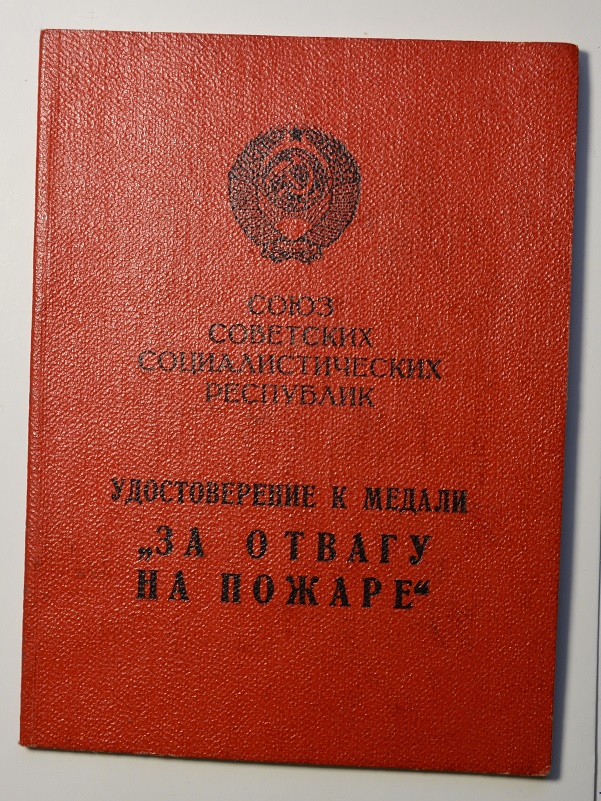 СОЮЗ
СОВЕТСКИХ
СОЦИАЛИСТИЧЕСКИХ
РЕСПУБЛИК
УДОСТОВЕРЕНИЕ К МЕДАЛИ
„ЗА ОТВАГУ
НА ПОЖАРЕ“